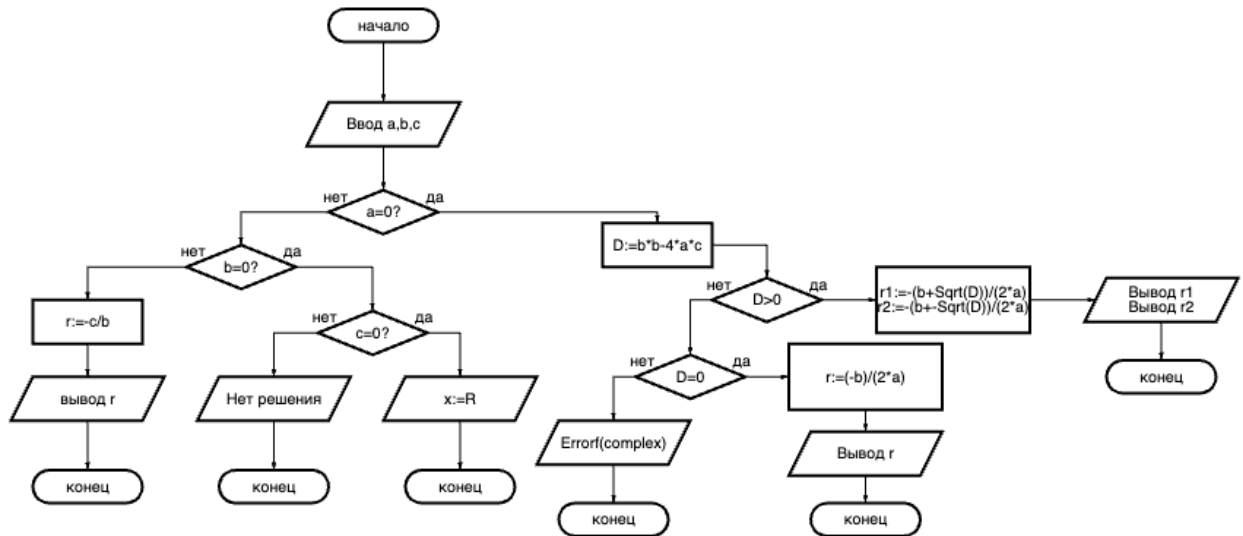 начало
Ввод a,b,c
нет
да
a=0?
нет
да
b=0?
D:=b*b-4*a*c
нет
да
D>0
r1:=-(b+Sqrt(D))/(2*a)
r2:=-(b+-Sqrt(D))/(2*a)
Вывод r1
Вывод r2
r:=-c/b
нет
да
c=0?
нет
да
D=0
r:=(-b)/(2*a)
конец
вывод r
Нет решения
x:=R
Errorf(complex)
Вывод r
конец
конец
конец
конец
конец